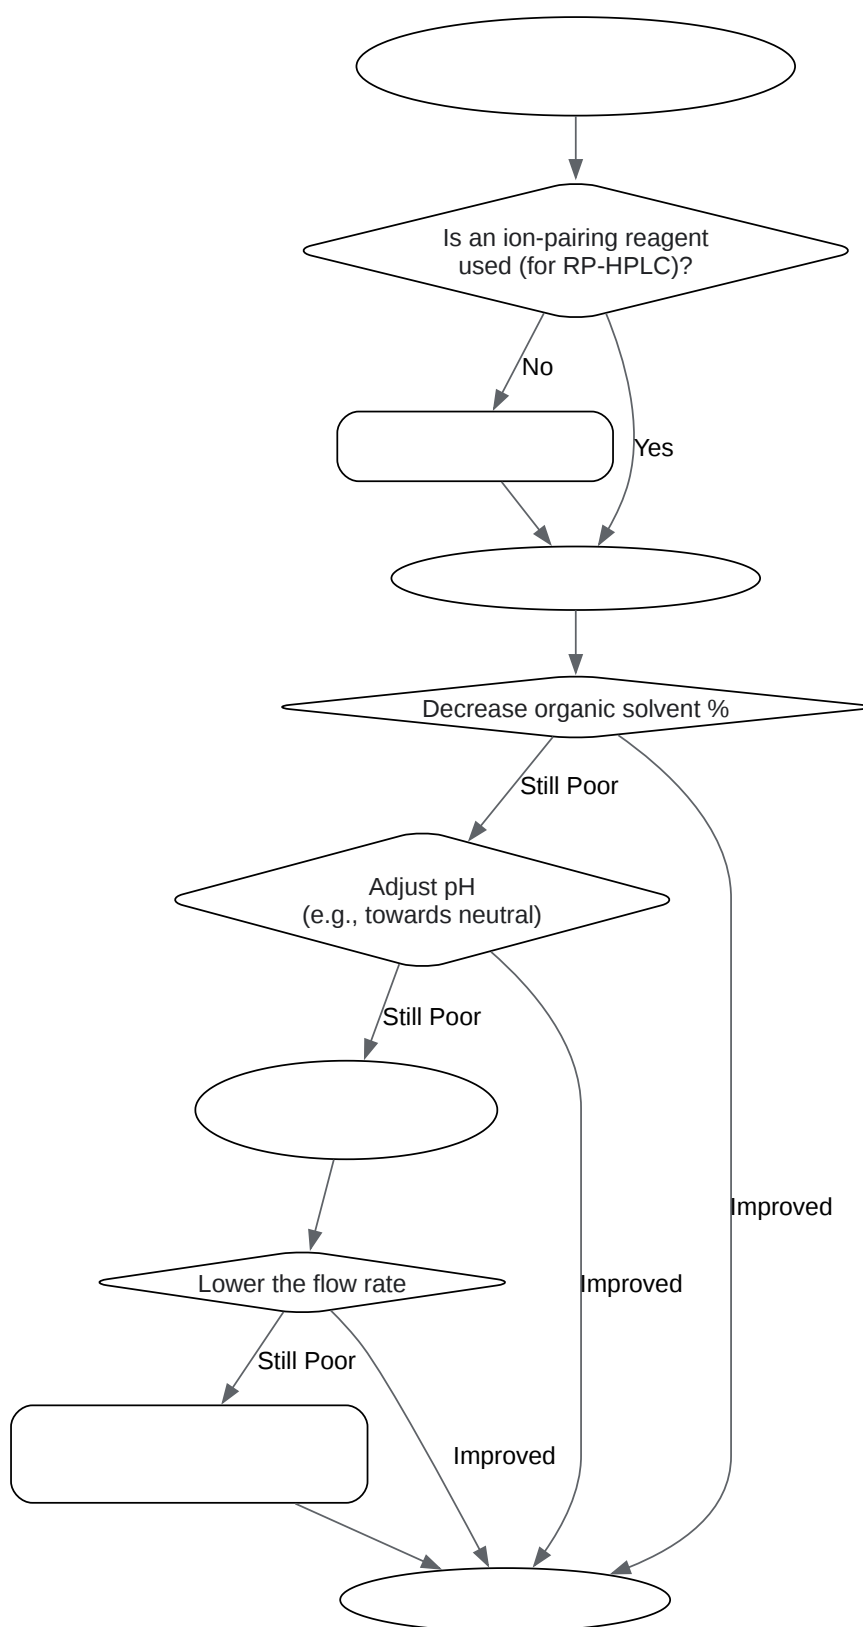 Is an ion-pairing reagent
used (for RP-HPLC)?
No
Yes
Decrease organic solvent %
Still Poor
Adjust pH
(e.g., towards neutral)
Still Poor
Improved
Lower the flow rate
Improved
Still Poor
Improved